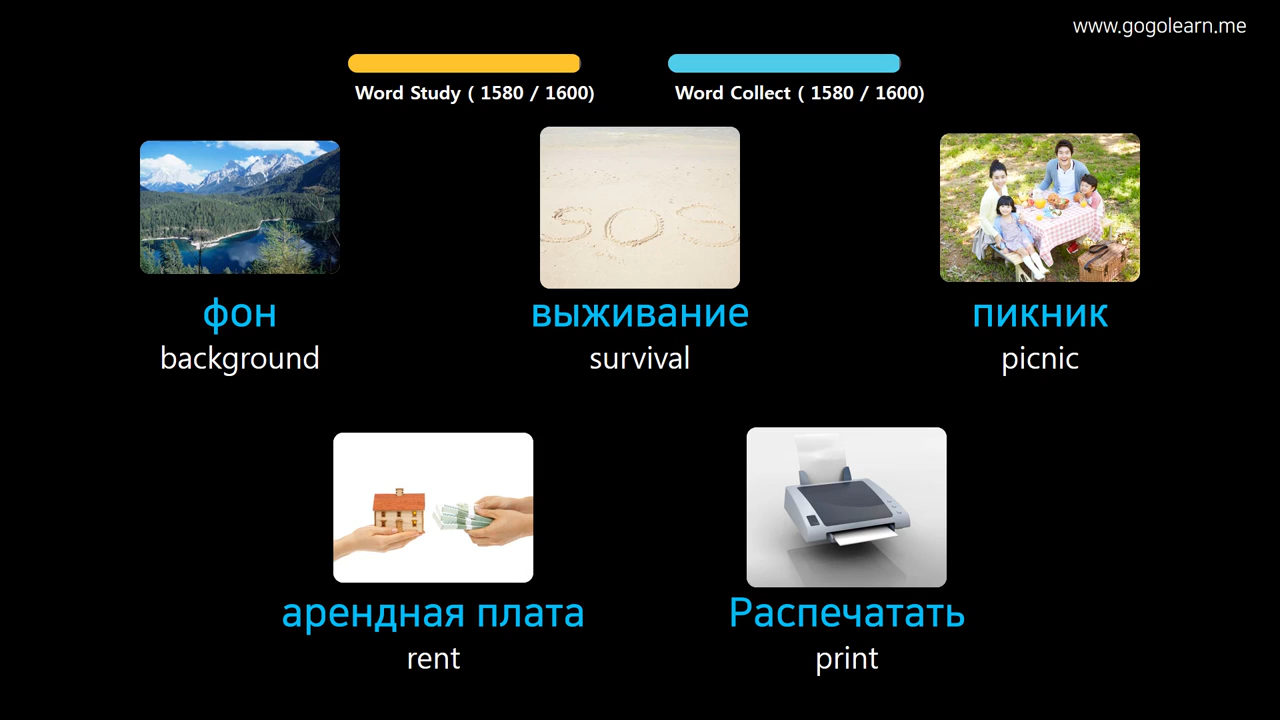 www.gogolearn.me
Word Study ( 1580 / 1600)
Word Collect ( 1580 / 1600)
SOS
фон
background
выживание
survival
пикник
picnic
арендная плата
rent
Распечатать
print